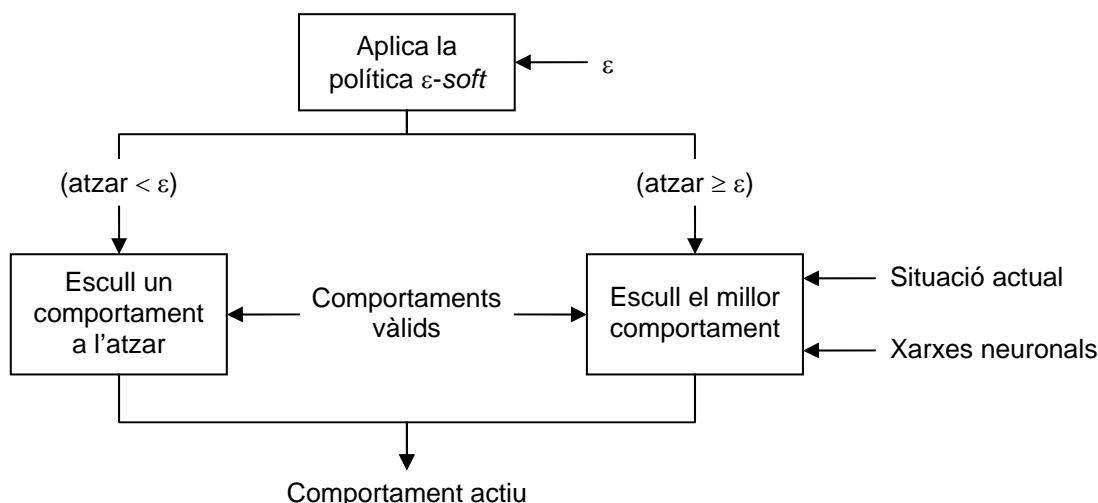 Aplica la
política ε-soft
ε
(atzar < ε)
(atzar ≥ ε)
Escull un
comportament
a l'atzar
Comportaments
vàlids
Escull el millor
comportament
Situació actual
Xarxes neuronals
Comportament actiu